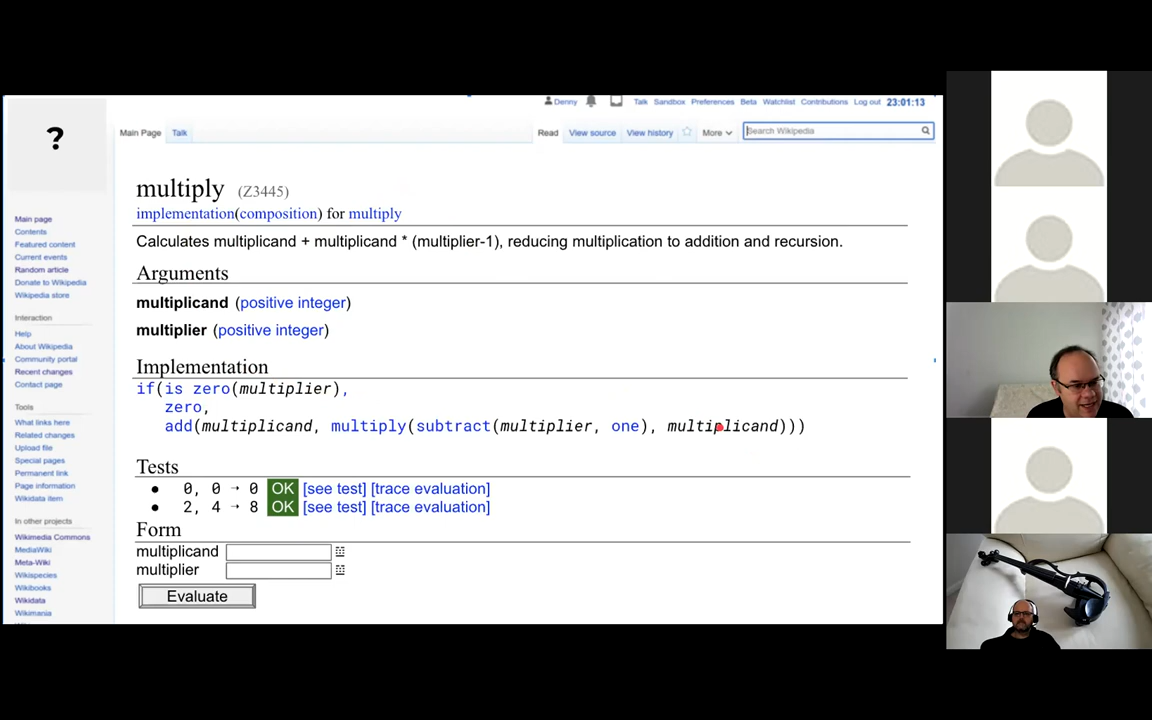 Denny Talk Sandbox Preferences Beta Watchlist Contributions Log out 23:01:13
?
Main Page Talk Read View source View history More Search Wikipedia
multiply (Z3445)
implementation(composition) for multiply
Calculates multiplicand + multiplicand * (multiplier-1), reducing multiplication to addition and recursion.
Arguments
multiplicand (positive integer)
multiplier (positive integer)
Implementation
if(is zero(multiplier),
zero,
add(multiplicand, multiply(subtract(multiplier, one), multiplicand)))
Tests
• 0, 0 → 0 OK [see test] [trace evaluation]
• 2, 4 → 8 OK [see test] [trace evaluation]
Form
multiplicand
multiplier
Evaluate
Main page
Contents
Featured content
Current events
Random article
Donate to Wikipedia
Wikipedia store
Interaction
Help
About Wikipedia
Community portal
Recent changes
Contact page
Tools
What links here
Related changes
Upload file
Special pages
Permanent link
Page information
Wikidata item
In other projects
Wikimedia Commons
MediaWiki
Meta-Wiki
Wikispecies
Wikibooks
Wikidata
Wikimania